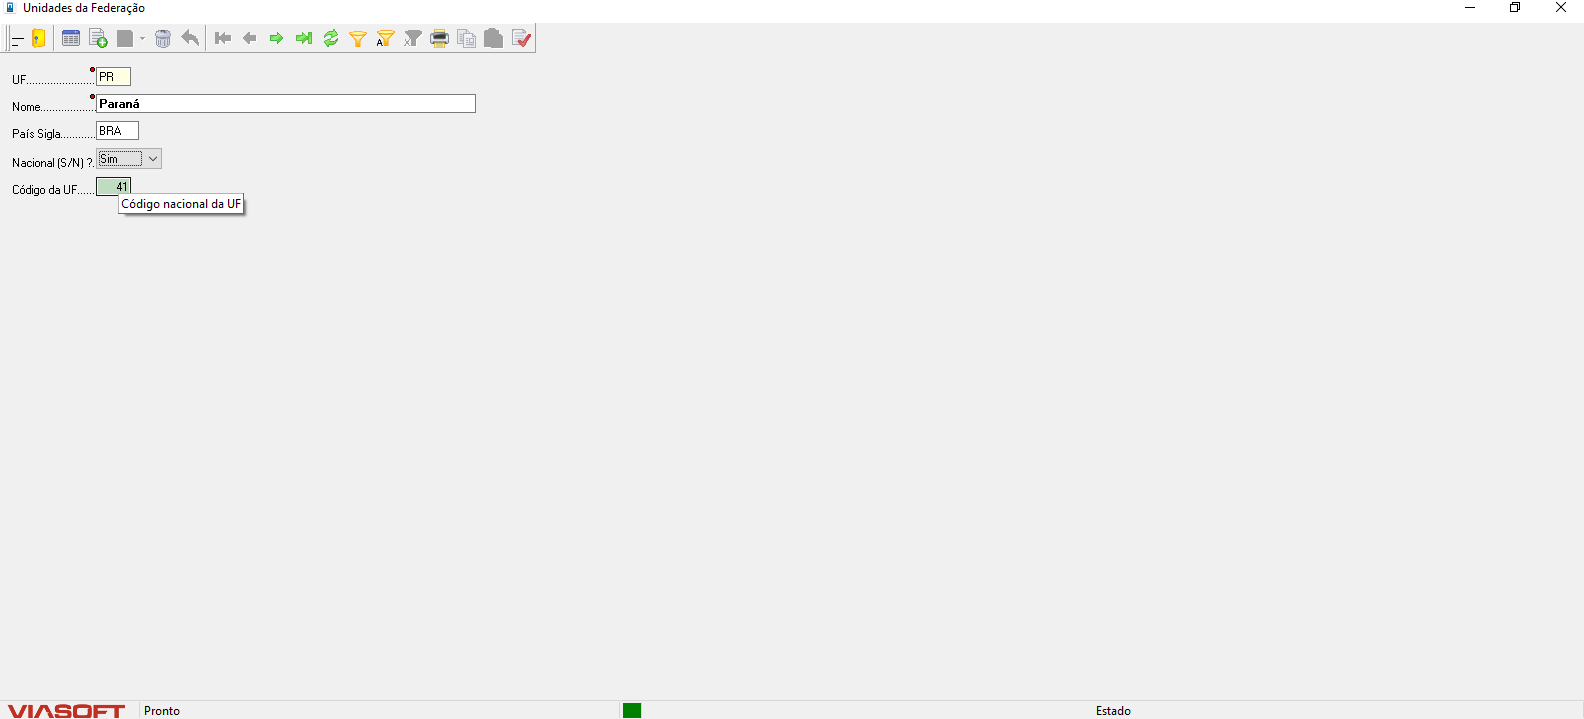 Unidades da Federação
A
UF.......................
PR
Nome...................
Paraná
País Sigla............
BRA
Nacional (S/N) ?.
Sim
Código da UF......
41
Código nacional da UF
VIASOFT
Pronto
Estado